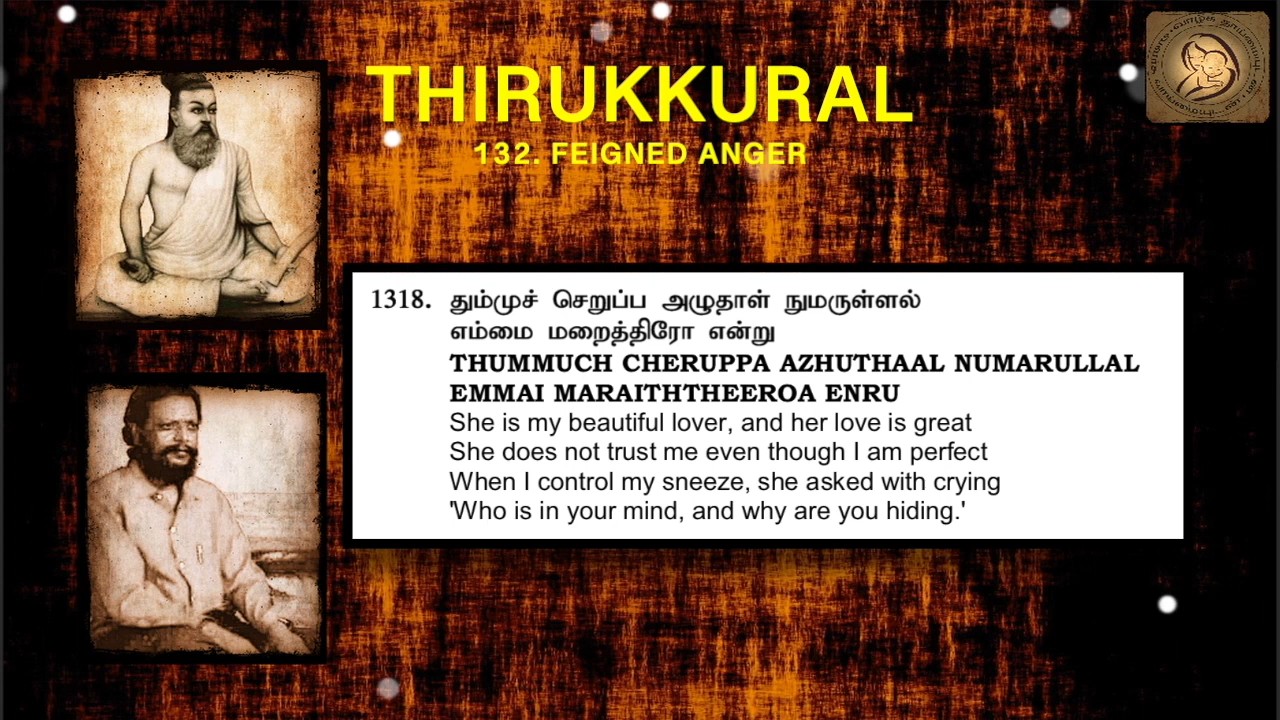 THIRUKKURAL
132. FEIGNED ANGER
1318. தும்முச் செறுப்ப அழுதாள் நுமருள்ளல்
எம்மை மறைத்திரோ என்று
THUMMUCH CHERUPPA AZHUTHAAL NUMARULLAL
EMMAI MARAITHTHEEROA ENRU
She is my beautiful lover, and her love is great
She does not trust me even though I am perfect
When I control my sneeze, she asked with crying
'Who is in your mind, and why are you hiding.'